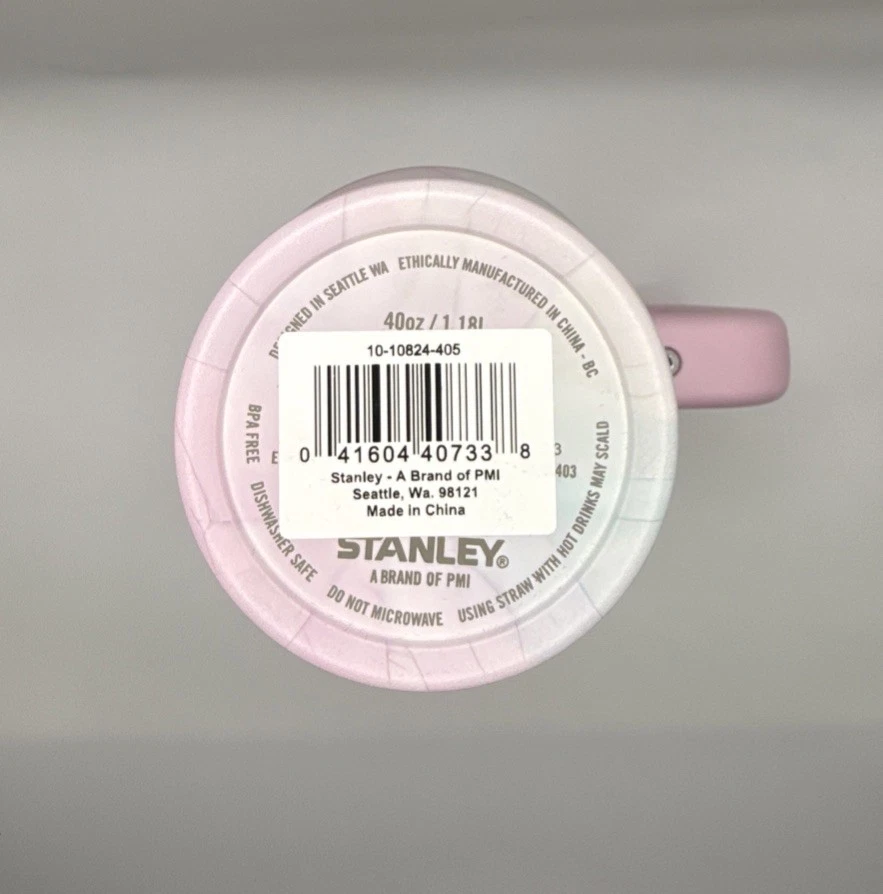 DESIGNED IN SEATTLE WA ETHICALLY MANUFACTURED IN CHINA - BC
40oz / 1.18L
10-10824-405
0 41604 40733 8
Stanley - A Brand of PMI
Seattle, Wa. 98121
Made in China
E
3
403
STANLEY®
A BRAND OF PMI
BPA FREE DISHWASHER SAFE DO NOT MICROWAVE USING STRAW WITH HOT DRINKS MAY SCALD